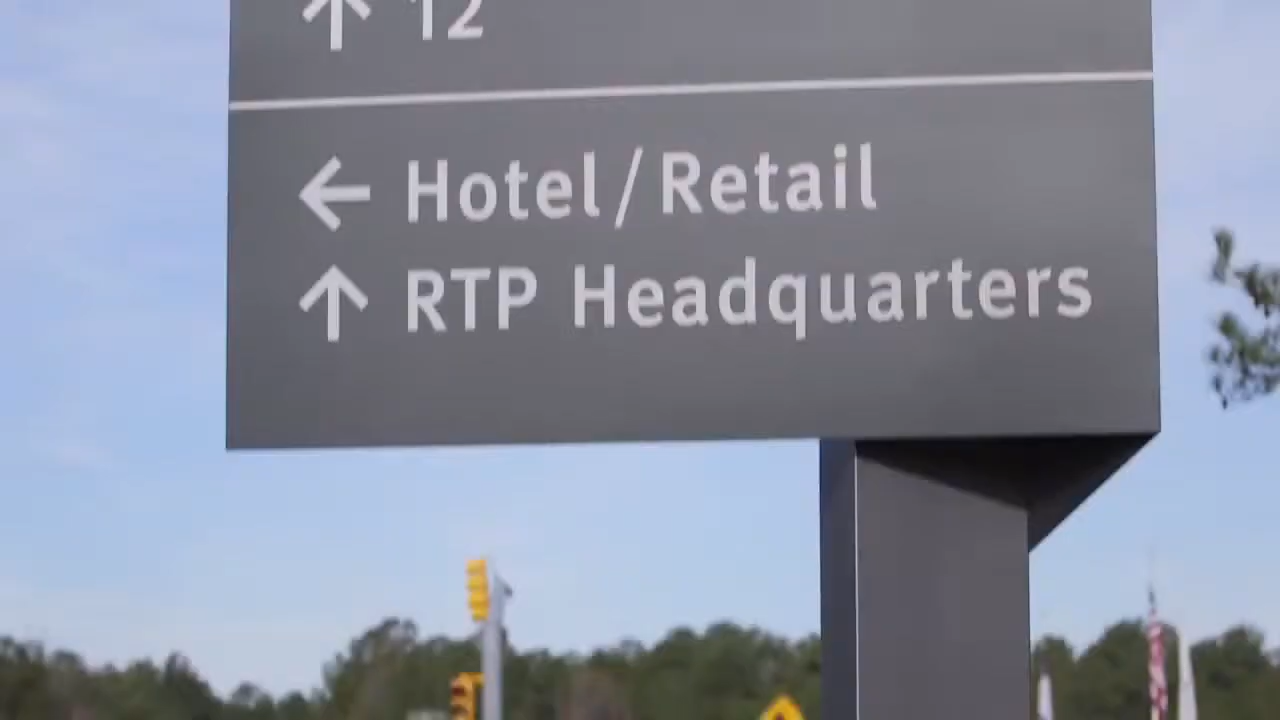 ↑ 12
← Hotel / Retail
↑ RTP Headquarters